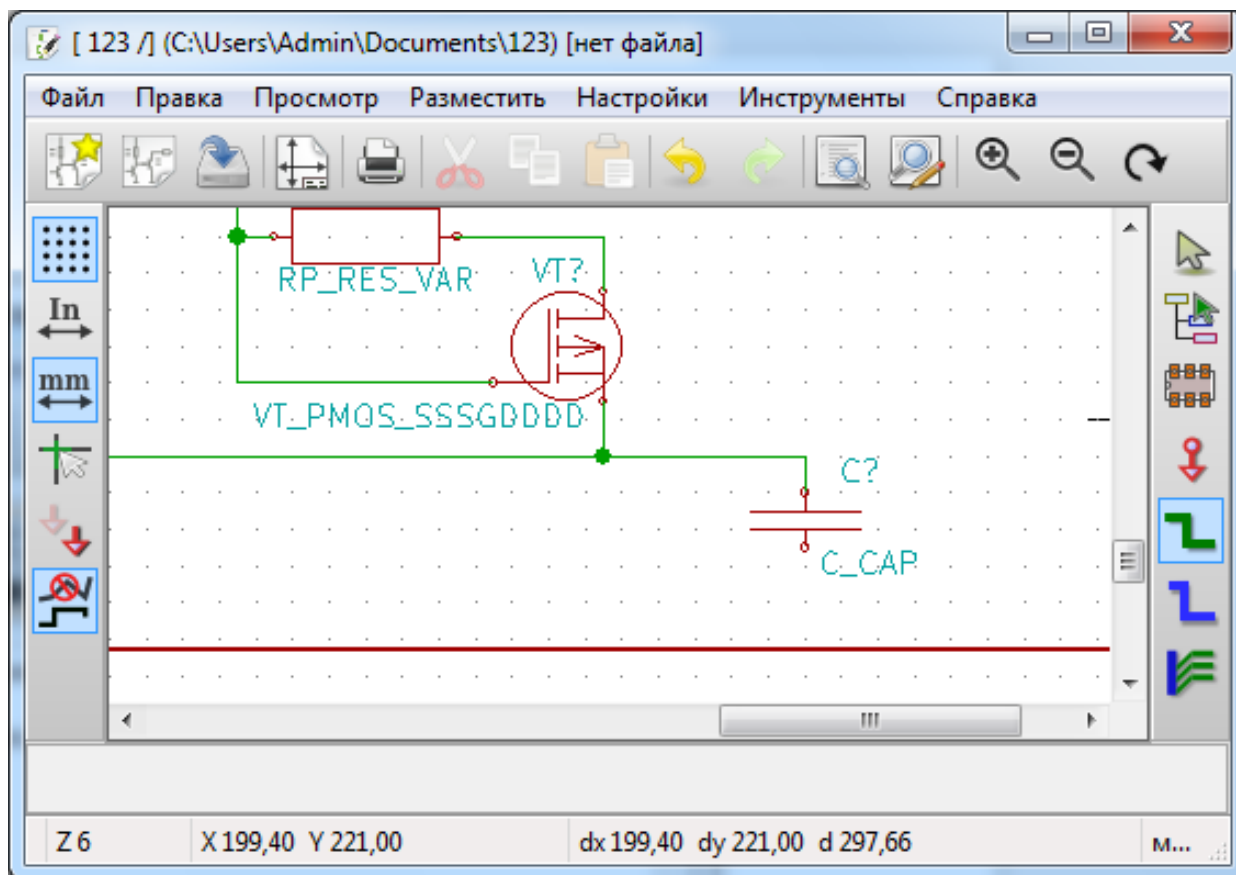 [ 123 /] (C:\Users\Admin\Documents\123) [нет файла]
Файл Правка Просмотр Разместить Настройки Инструменты Справка
In
mm
RP_RES_VAR
VT?
VT_PMOS_SSSGDDDD
C?
C_CAP
Z 6 X 199,40 Y 221,00 dx 199,40 dy 221,00 d 297,66 м...